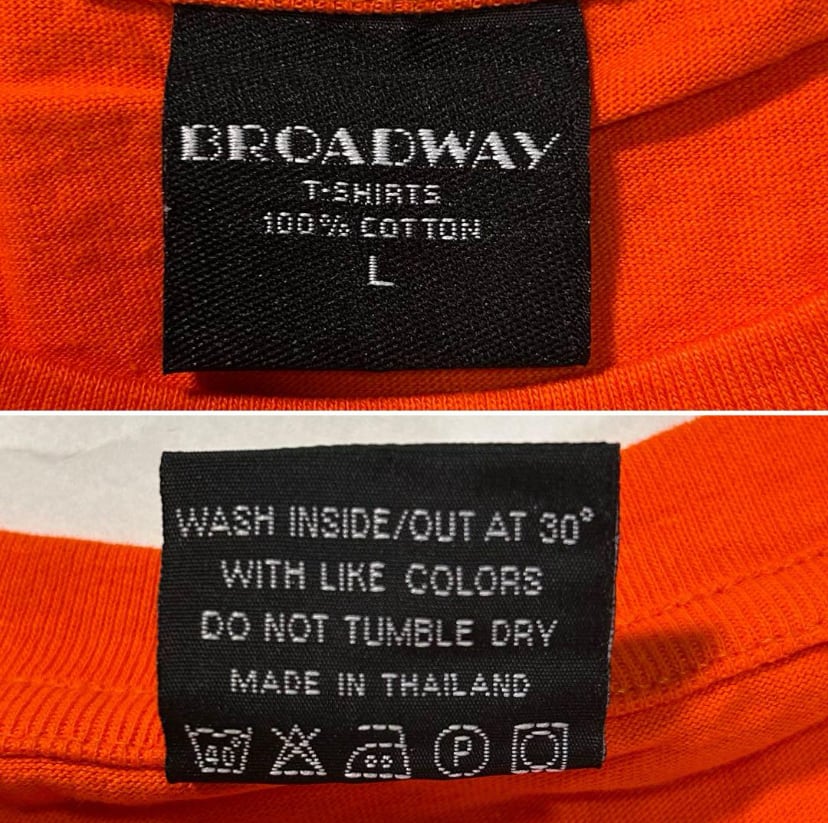 BROADWAY
T-SHIRTS
100% COTTON
L
WASH INSIDE/OUT AT 30°
WITH LIKE COLORS
DO NOT TUMBLE DRY
MADE IN THAILAND
40° P